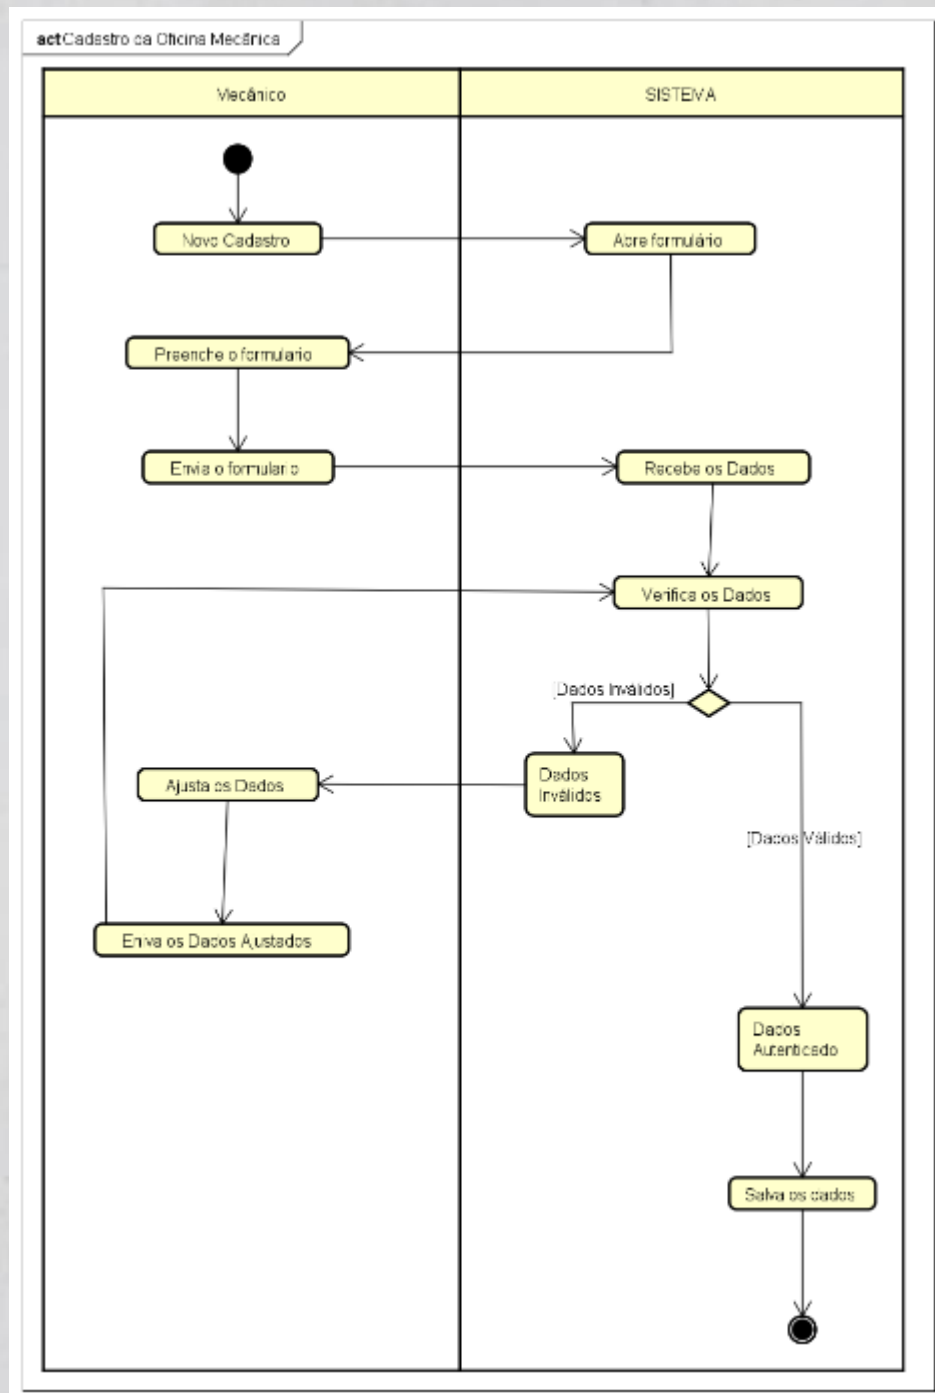 act Cadastro da Oficina Mecânica
Mecânico
SISTEMA
Novo Cadastro
Abre formulário
Preenche o formulario
Envia o formulario
Recebe os Dados
Verifica os Dados
[Dados Inválidos]
Dados
Inválidos
Ajusta os Dados
[Dados Válidos]
Eniva os Dados Ajustados
Dados
Autenticado
Salva os dados